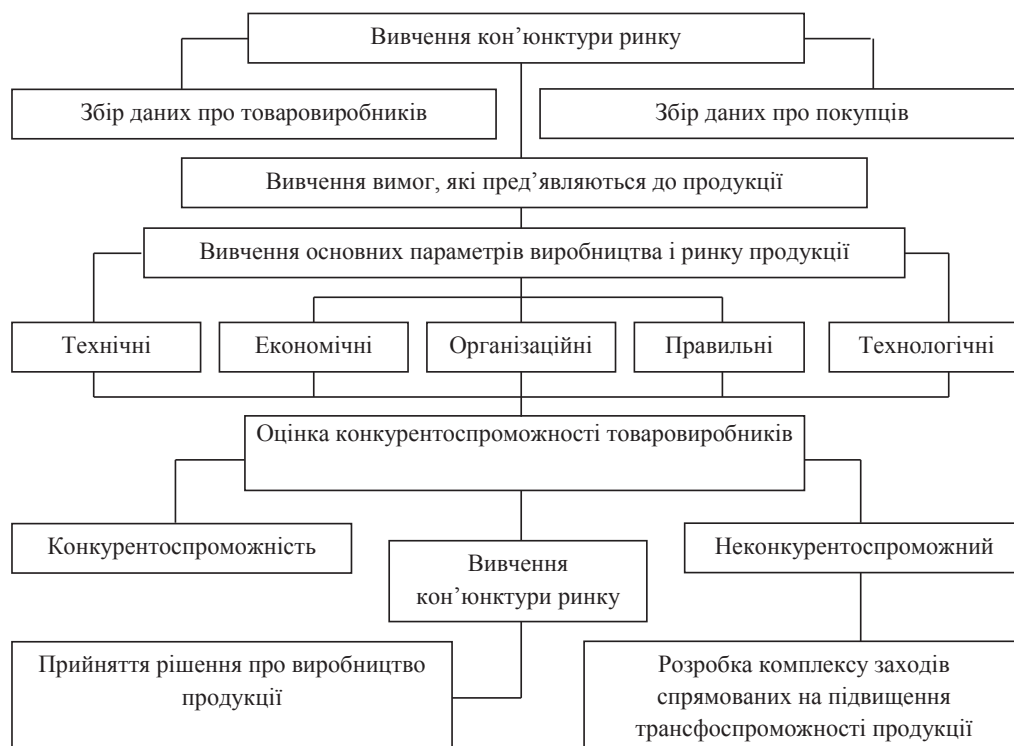 Вивчення кон’юнктури ринку
Збір даних про товаровиробників
Збір даних про покупців
Вивчення вимог, які пред’являються до продукції
Вивчення основних параметрів виробництва і ринку продукції
Технічні
Економічні
Організаційні
Правильні
Технологічні
Оцінка конкурентоспроможності товаровиробників
Конкурентоспроможність
Вивчення
кон’юнктури ринку
Неконкурентоспроможний
Прийняття рішення про виробництво
продукції
Розробка комплексу заходів
спрямованих на підвищення
трансфоспроможності продукції